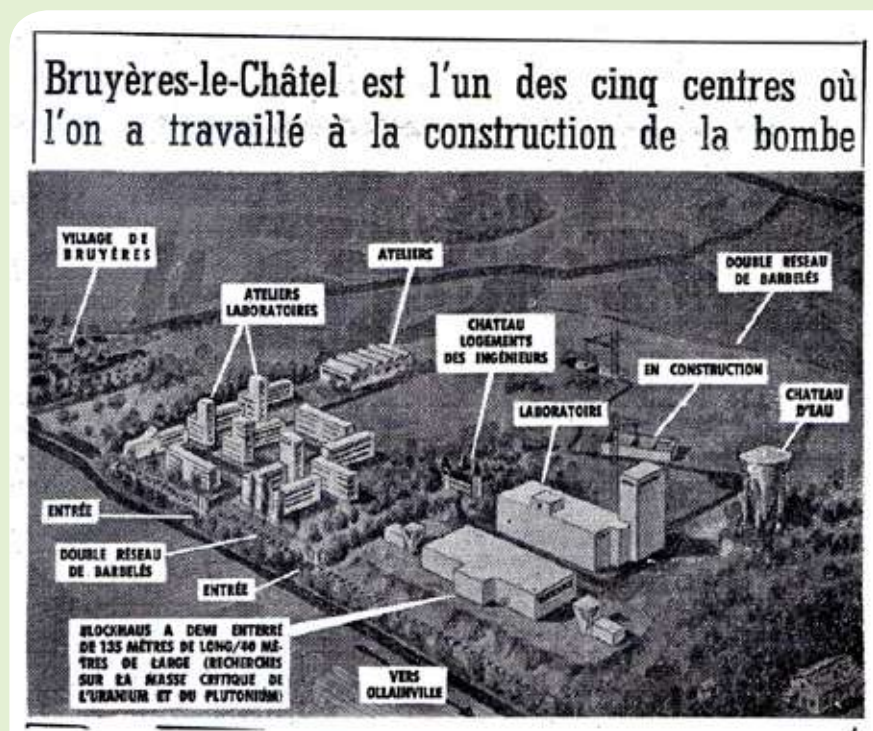 Bruyères-le-Châtel est l'un des cinq centres où
l'on a travaillé à la construction de la bombe
VILLAGE DE
BRUYÈRES
ATELIERS
DOUBLE RÉSEAU
DE BARBELÉS
ATELIERS
LABORATOIRES
CHATEAU
LOGEMENTS
DES INGÉNIEURS
EN CONSTRUCTION
CHATEAU
D'EAU
LABORATOIRE
ENTRÉE
DOUBLE RÉSEAU
DE BARBELÉS
ENTRÉE
BLOCKHAUS A DEMI ENTERRÉ
DE 135 MÈTRES DE LONG/40 MÈ-
TRES DE LARGE (RECHERCHES
SUR LA MASSE CRITIQUE DE
L'URANIUM ET DU PLUTONIUM)
VERS
OLLAINVILLE